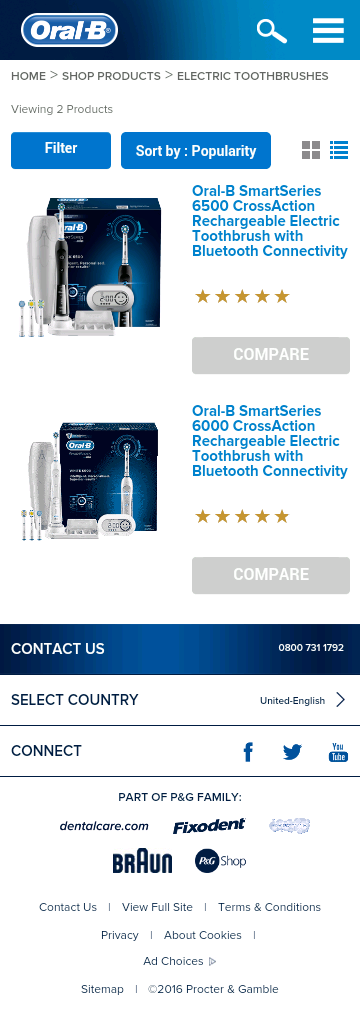 Oral-B
HOME > SHOP PRODUCTS > ELECTRIC TOOTHBRUSHES
Viewing 2 Products
Filter
Sort by : Popularity
Oral-B SmartSeries
6500 CrossAction
Rechargeable Electric
Toothbrush with
Bluetooth Connectivity
Oral-B
COMPARE
Oral-B SmartSeries
6000 CrossAction
Rechargeable Electric
Toothbrush with
Bluetooth Connectivity
Oral-B
COMPARE
CONTACT US
0800 731 1792
SELECT COUNTRY
United-English
CONNECT
You
Tube
PART OF P&G FAMILY:
dentalcare.com
Fixodent
BRAUN
P&G Shop
Contact Us | View Full Site | Terms & Conditions
Privacy | About Cookies |
Ad Choices
Sitemap | ©2016 Procter & Gamble